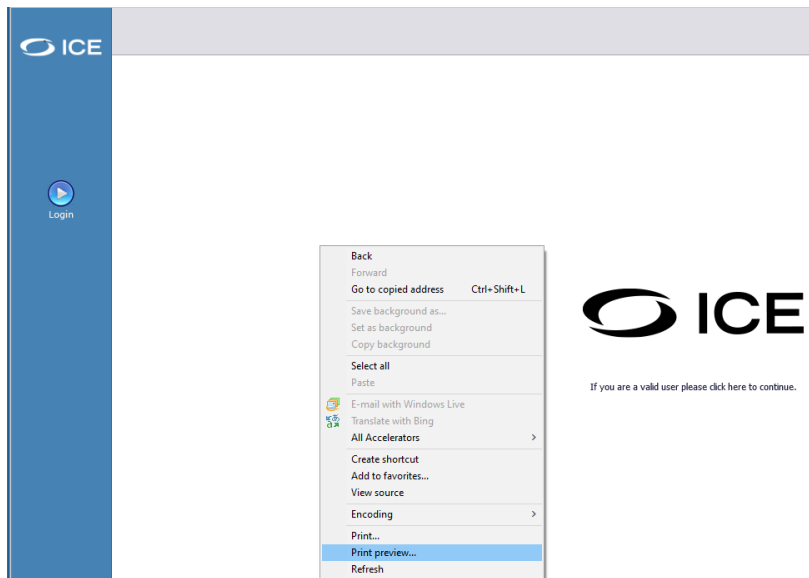 ICE
Login
Back
Forward
Go to copied address Ctrl+Shift+L
Save background as...
Set as background
Copy background
Select all
Paste
E-mail with Windows Live
Translate with Bing
All Accelerators >
Create shortcut
Add to favorites...
View source
Encoding >
Print...
Print preview...
Refresh
ICE
If you are a valid user please click here to continue.